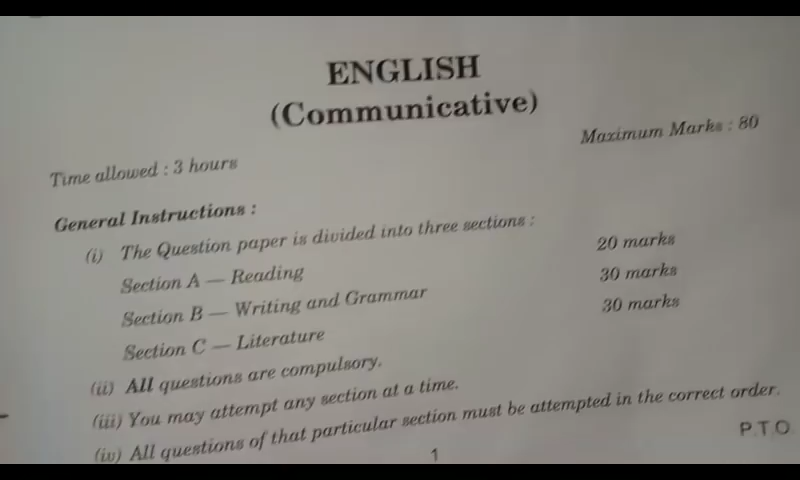 ENGLISH
(Communicative)
Time allowed : 3 hours
Maximum Marks : 80
General Instructions :
(i) The Question paper is divided into three sections :
Section A — Reading 20 marks
Section B — Writing and Grammar 30 marks
Section C — Literature 30 marks
(ii) All questions are compulsory.
(iii) You may attempt any section at a time.
(iv) All questions of that particular section must be attempted in the correct order.
1
P.T.O.